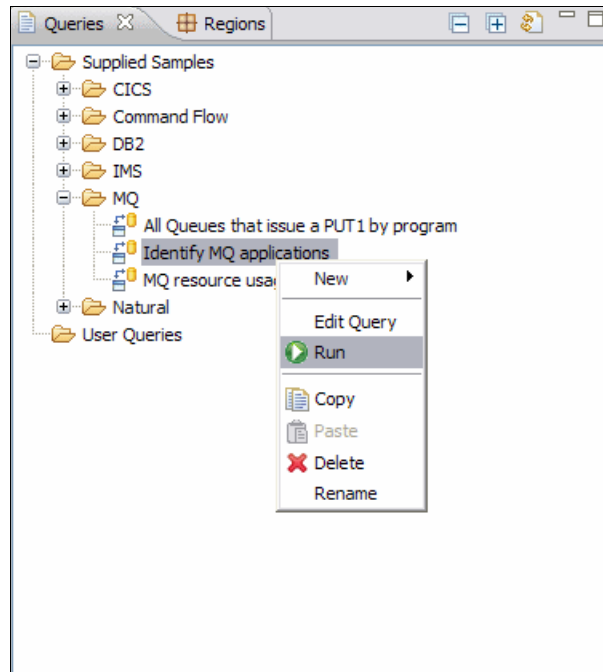 Queries Regions
Supplied Samples
CICS
Command Flow
DB2
IMS
MQ
All Queues that issue a PUT1 by program
Identify MQ applications
MQ resource
Natural
User Queries
New
Edit Query
Run
Copy
Paste
Delete
Rename